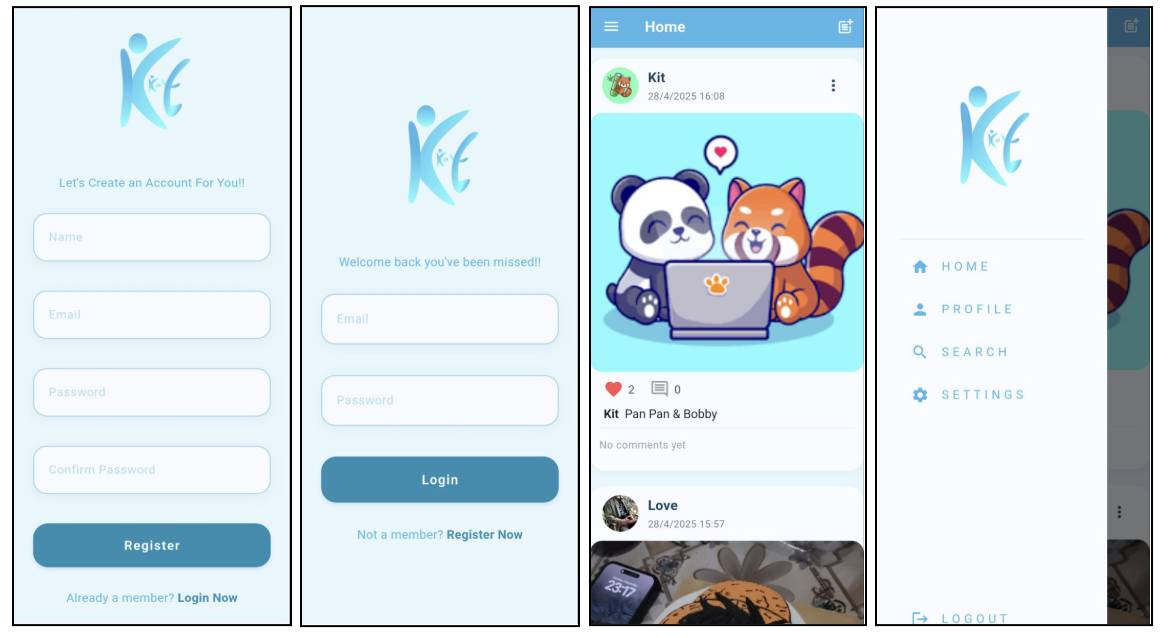 Let's Create an Account For You!!
Name
Email
Password
Confirm Password
Register
Already a member? Login Now
Welcome back you've been missed!!
Email
Password
Login
Not a member? Register Now
Home
Kit
28/4/2025 16:08
2
0
Kit Pan Pan & Bobby
No comments yet
Love
28/4/2025 15:57
23:17
HOME
PROFILE
SEARCH
SETTINGS
LOGOUT